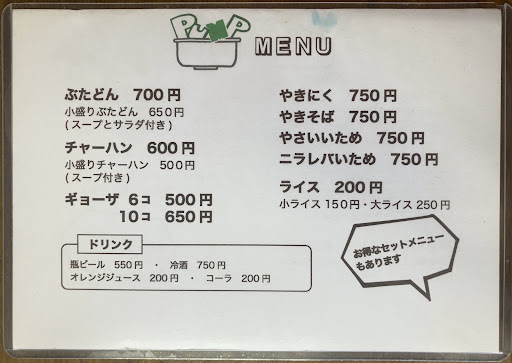 PUMP MENU
ぶたどん 700円
小盛りぶたどん 650円
(スープとサラダ付き)
チャーハン 600円
小盛りチャーハン 500円
(スープ付き)
ギョーザ 6コ 500円
10コ 650円
やきにく 750円
やきそば 750円
やさいいため 750円
ニラレバいため 750円
ライス 200円
小ライス150円・大ライス250円
ドリンク
瓶ビール 550円 ・ 冷酒 750円
オレンジジュース 200円 ・ コーラ 200円
お得なセットメニュー
もあります